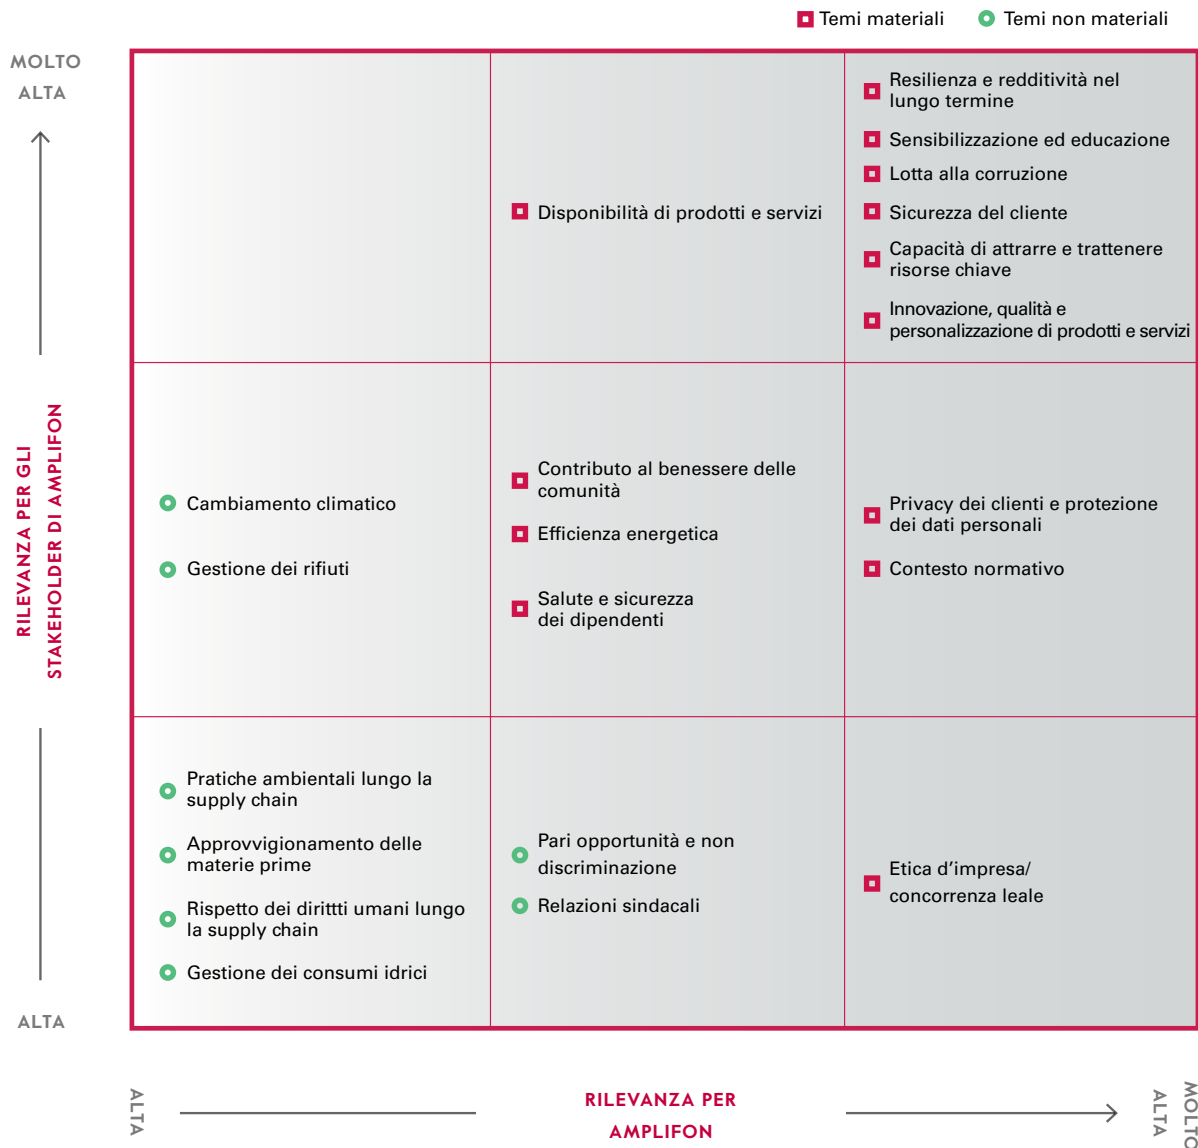 Temi materiali
Temi non materiali
MOLTO
ALTA
RILEVANZA PER GLI
STAKEHOLDER DI AMPLIFON
ALTA
Disponibilità di prodotti e servizi
Resilienza e redditività nel
lungo termine
Sensibilizzazione ed educazione
Lotta alla corruzione
Sicurezza del cliente
Capacità di attrarre e trattenere
risorse chiave
Innovazione, qualità e
personalizzazione di prodotti e servizi
Cambiamento climatico
Gestione dei rifiuti
Contributo al benessere delle
comunità
Efficienza energetica
Salute e sicurezza
dei dipendenti
Privacy dei clienti e protezione
dei dati personali
Contesto normativo
Pratiche ambientali lungo la
supply chain
Approvvigionamento delle
materie prime
Rispetto dei dirittti umani lungo
la supply chain
Gestione dei consumi idrici
Pari opportunità e non
discriminazione
Relazioni sindacali
Etica d’impresa/
concorrenza leale
ALTA
RILEVANZA PER
AMPLIFON
MOLTO
ALTA